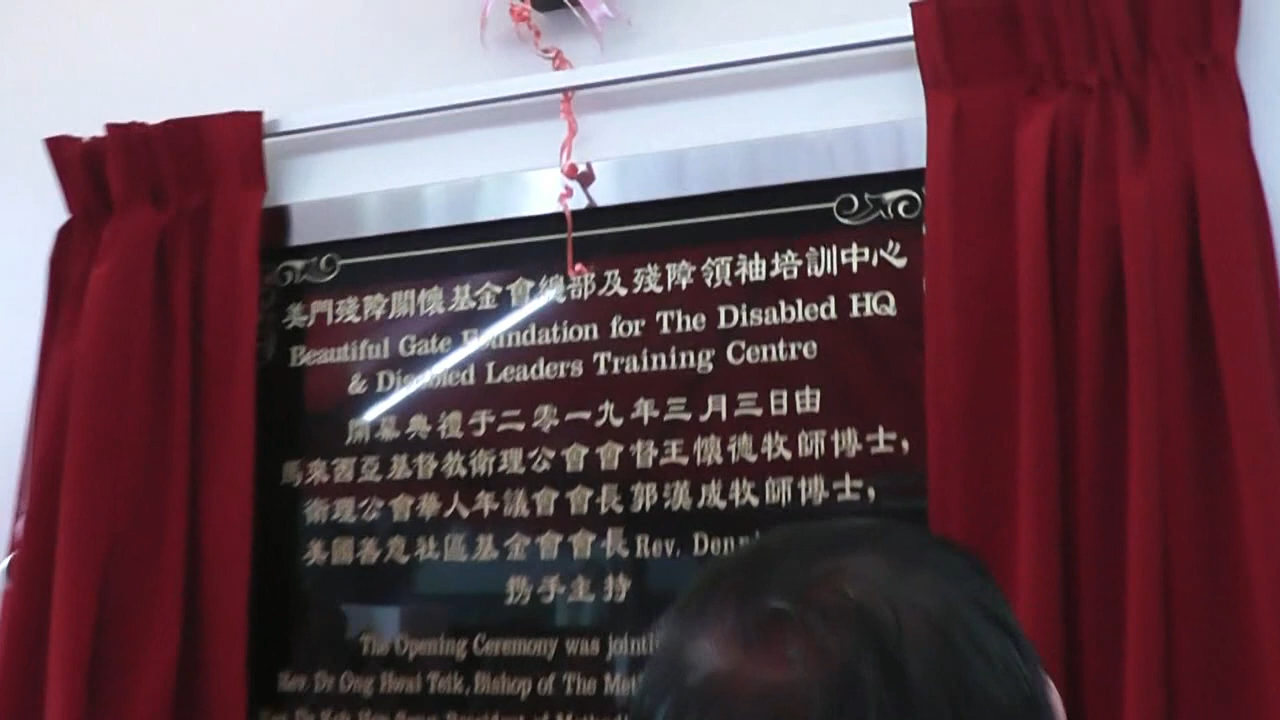 美門殘障關懷基金會總部及殘障領袖培訓中心
Beautiful Gate Foundation for The Disabled HQ
& Disabled Leaders Training Centre
開幕典禮于二零一九年三月三日由
馬來西亞基督教衛理公會會督王懷德牧師博士，
衛理公會華人年議會會長郭漢成牧師博士，
美國善意社區基金會會長Rev.
携手主持
The Opening Ceremony was
Rev. Dr Ong Hwai Teik, Bishop of The